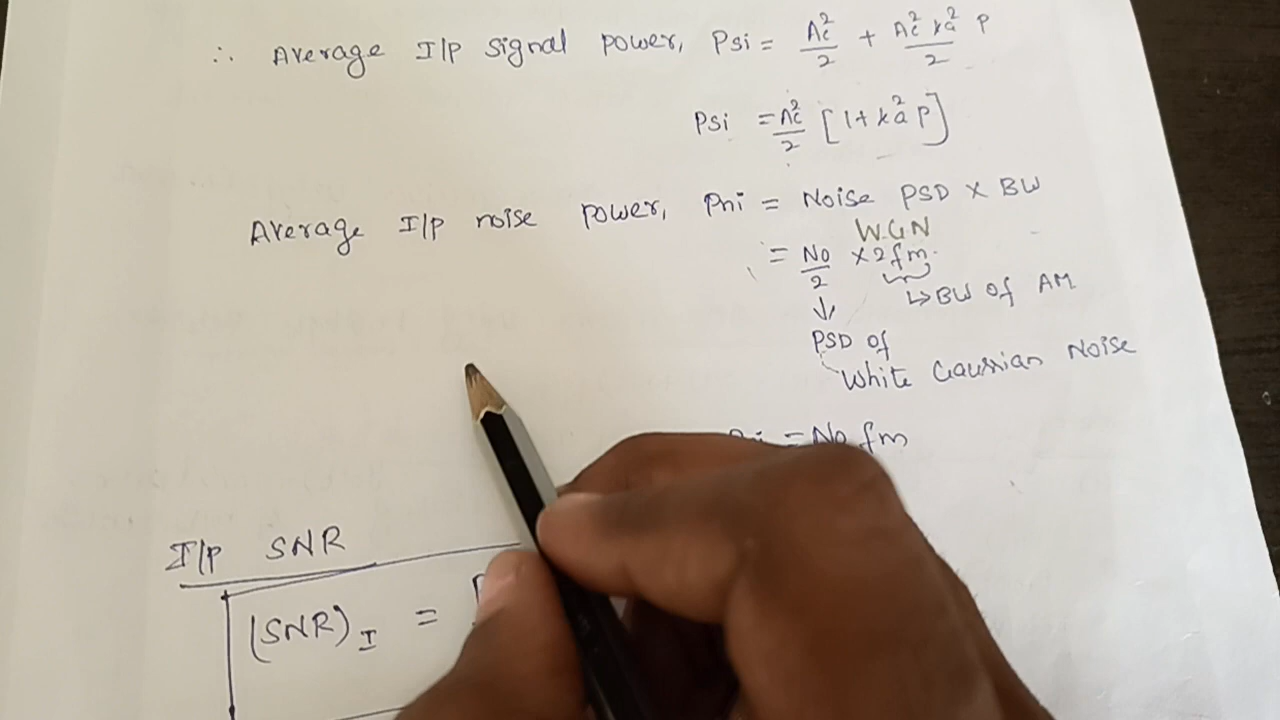 ∴ Average I/p signal power, Psi = Ac²/2 + Ac² ka²/2 P
Psi = Ac²/2 [1+ ka² P]
Average I/p noise power, Pni = Noise PSD × BW
W.G.N
= No/2 × 2fm.
↳ BW of AM
↓
PSD of
White Gaussian Noise
= No fm
I/p SNR
(SNR)I =